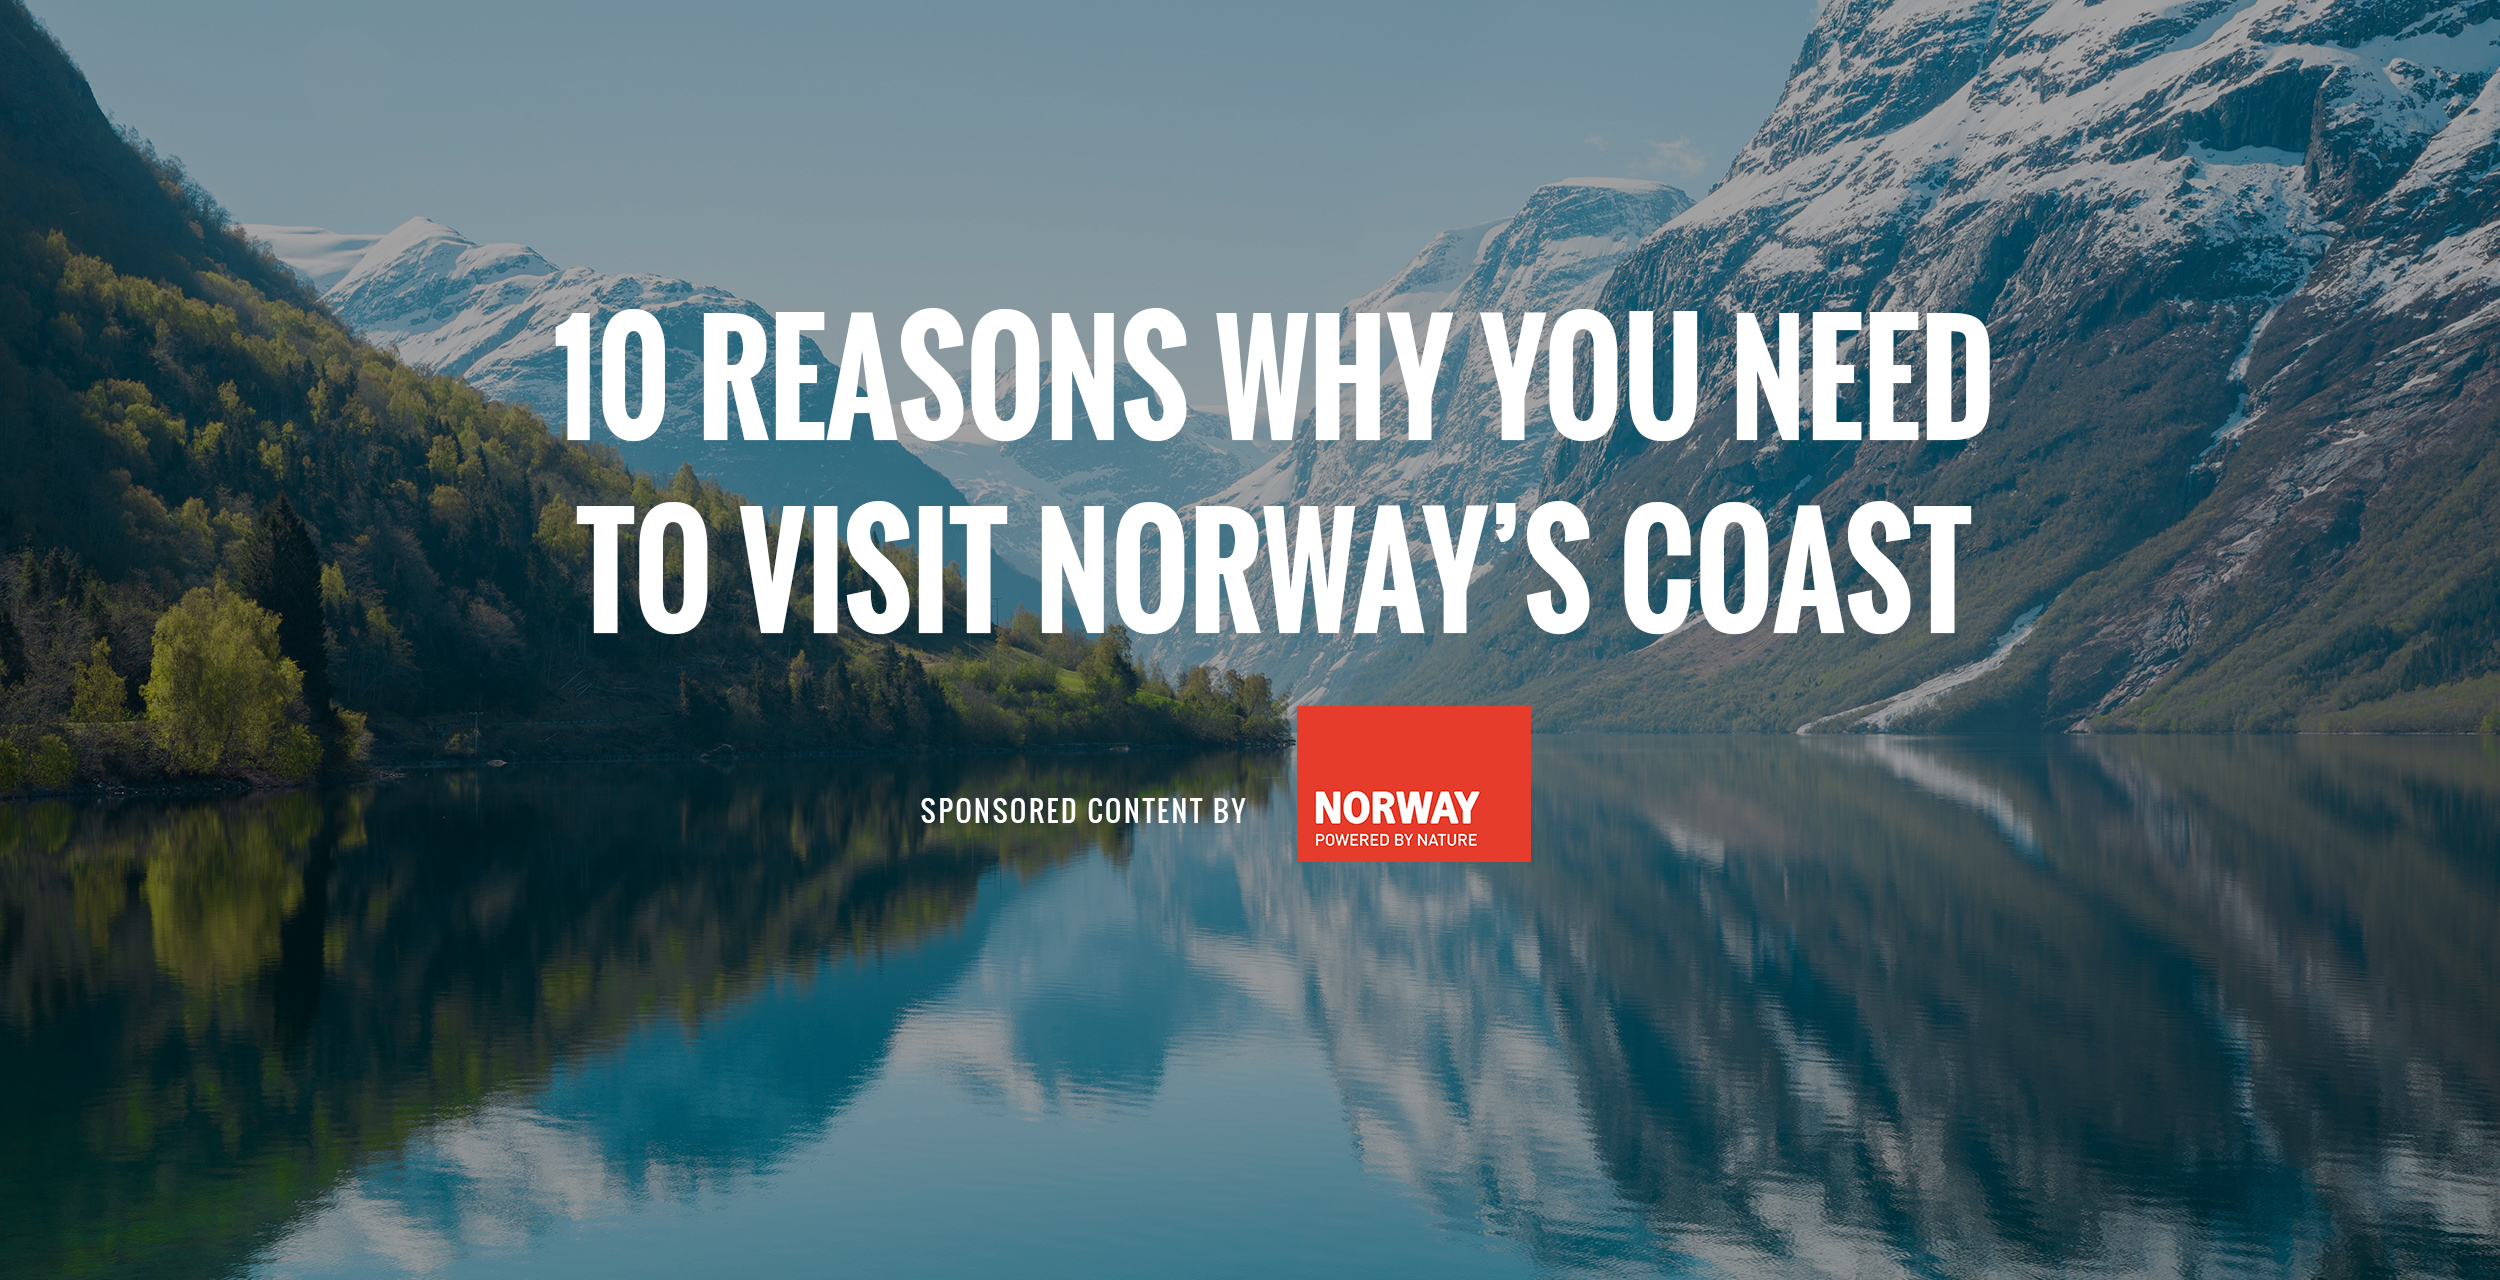 10 REASONS WHY YOU NEED
TO VISIT NORWAY’S COAST
SPONSORED CONTENT BY
NORWAY
POWERED BY NATURE